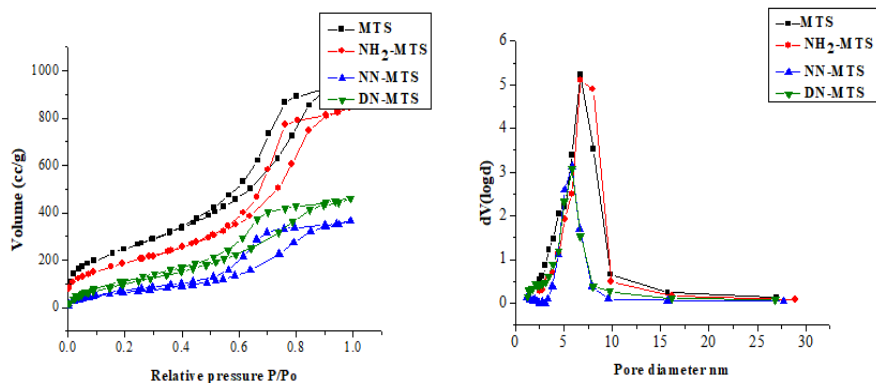 MTS
NH2-MTS
NN-MTS
DN-MTS
1000
800
600
400
200
0
Volume (cc/g)
0.0 0.2 0.4 0.6 0.8 1.0
Relative pressure P/Po
MTS
NH2-MTS
NN-MTS
DN-MTS
6
5
4
3
2
1
0
dV(logd)
0 5 10 15 20 25 30
Pore diameter nm